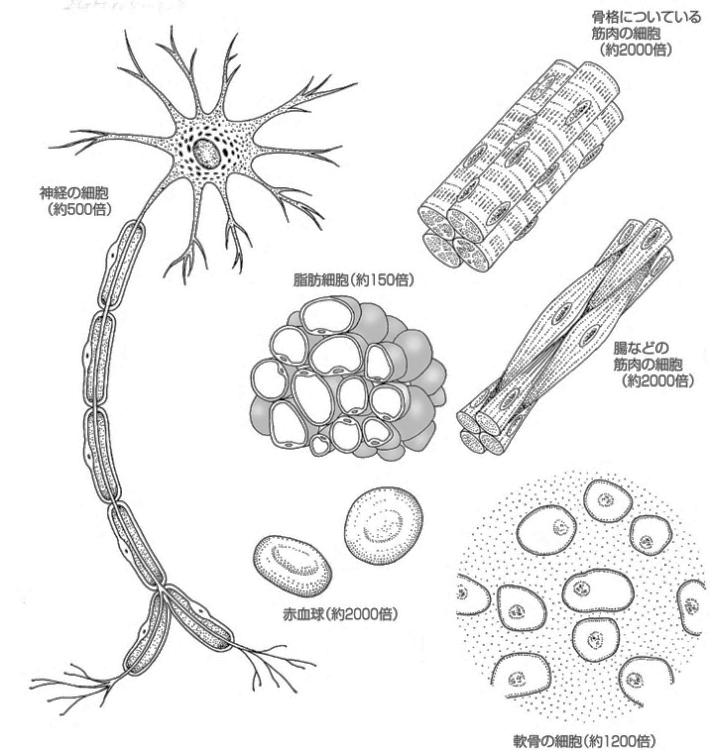 骨格についている
筋肉の細胞
(約2000倍)
神経の細胞
(約500倍)
脂肪細胞(約150倍)
腸などの
筋肉の細胞
(約2000倍)
赤血球(約2000倍)
軟骨の細胞(約1200倍)